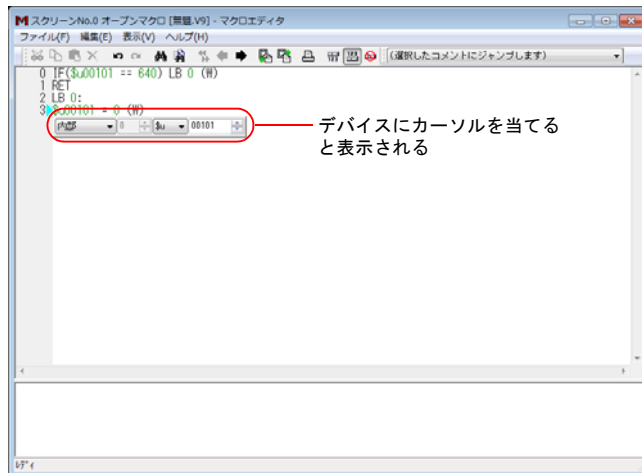 スクリーンNo.0 オープンマクロ [無題.V9] - マクロエディタ
ファイル(F) 編集(E) 表示(V) ヘルプ(H)
(選択したコメントにジャンプします)
0 IF($u00101 == 640) LB 0 (W)
1 RET
2 LB 0:
3 $u00101 = 0 (W)
内部 0 $u 00101
デバイスにカーソルを当てる
と表示される
ﾚﾃﾞｨ